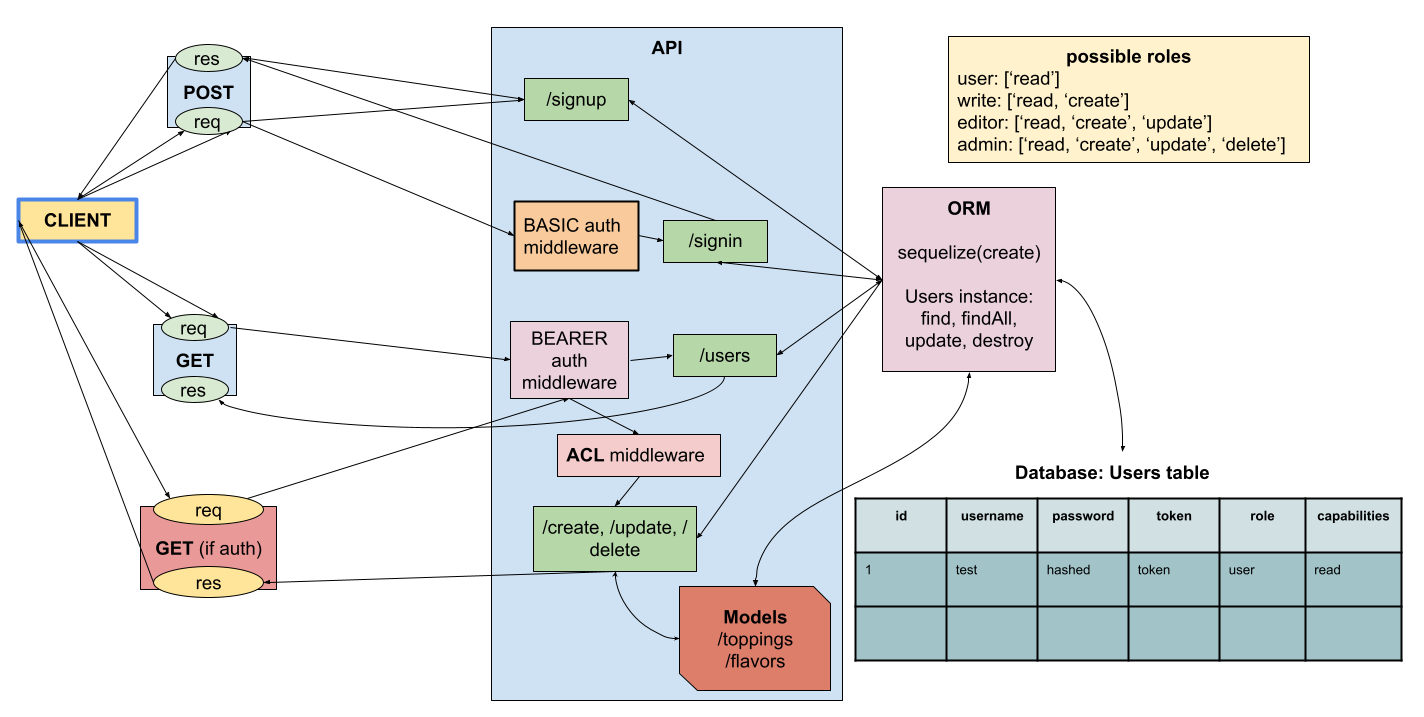 res
POST
req
CLIENT
req
GET
res
req
GET (if auth)
res
API
/signup
BASIC auth
middleware
/signin
BEARER
auth
middleware
/users
ACL middleware
/create, /update, /
delete
Models
/toppings
/flavors
possible roles
user: [‘read’]
write: [‘read, ‘create’]
editor: [‘read, ‘create’, ‘update’]
admin: [‘read, ‘create’, ‘update’, ‘delete’]
ORM
sequelize(create)
Users instance:
find, findAll,
update, destroy
Database: Users table
id username password token role capabilities
1 test hashed token user read